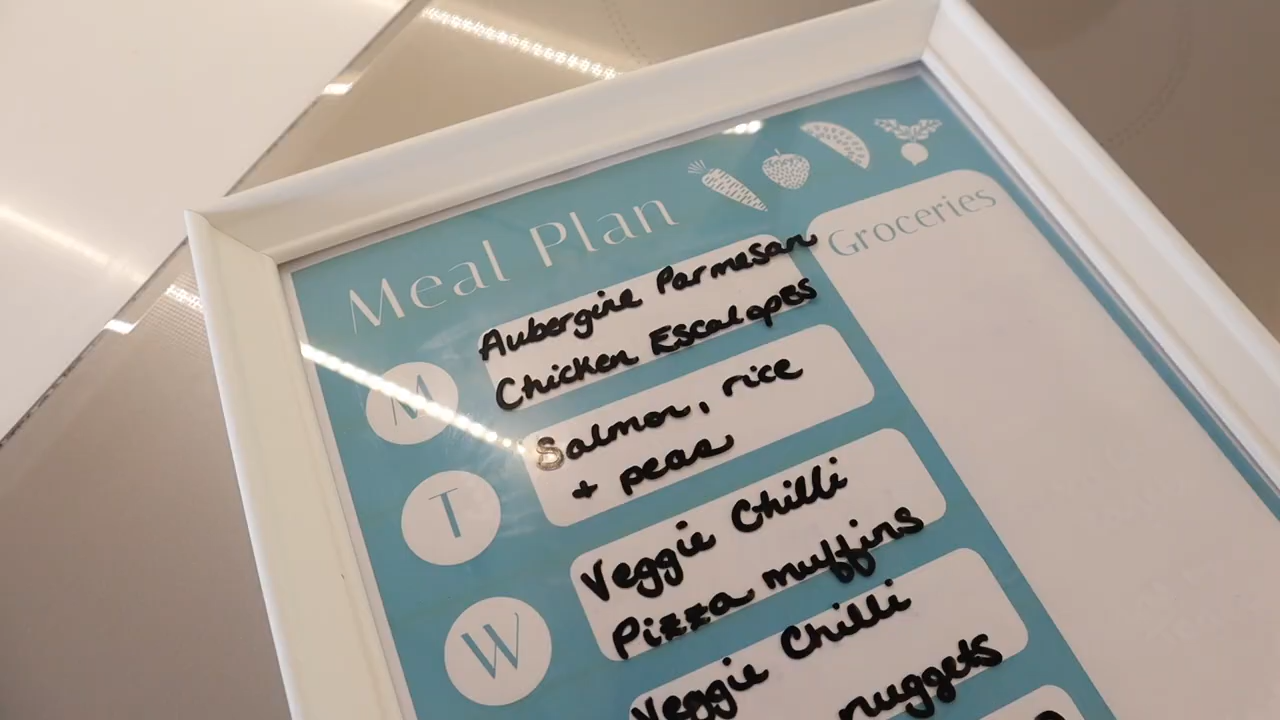 Meal Plan
Groceries
M
Aubergine Parmesan
Chicken Escalopes
T
Salmon, rice
+ peas
W
Veggie Chilli
Pizza muffins
Veggie Chilli
nuggets